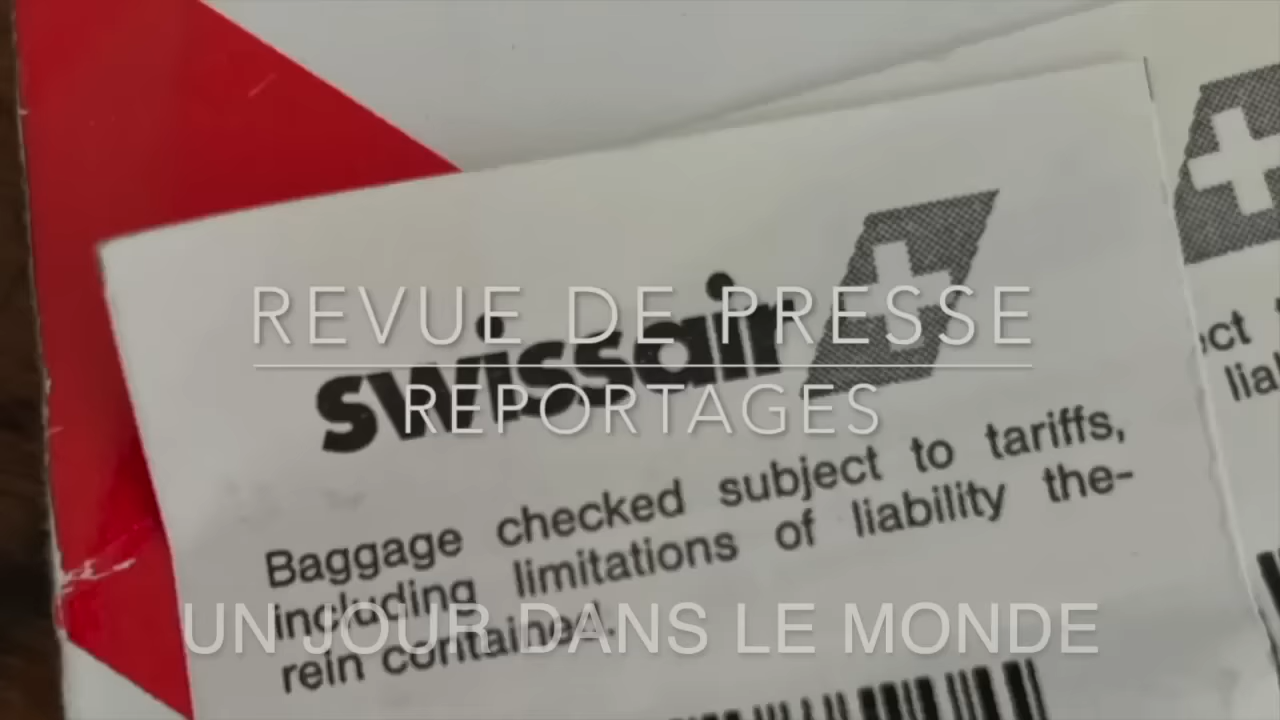 REVUE DE PRESSE
swissair
REPORTAGES
Baggage checked subject to tariffs,
including limitations of liability the-
rein contained.
UN JOUR DANS LE MONDE
ct
lia